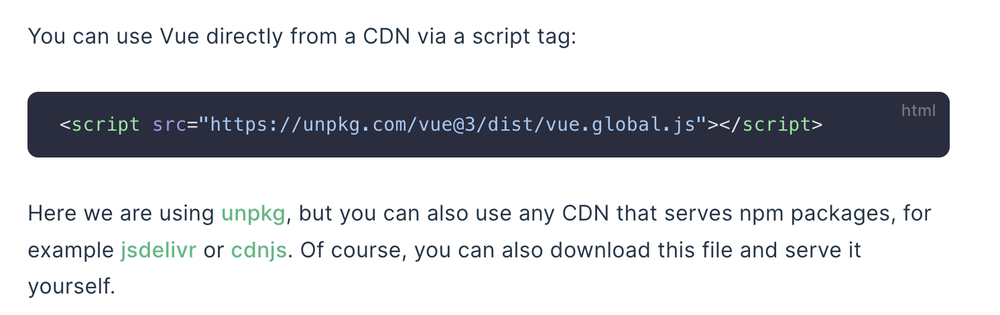 You can use Vue directly from a CDN via a script tag:
html
<script src="https://unpkg.com/vue@3/dist/vue.global.js"></script>
Here we are using unpkg, but you can also use any CDN that serves npm packages, for
example jsdelivr or cdnjs. Of course, you can also download this file and serve it
yourself.